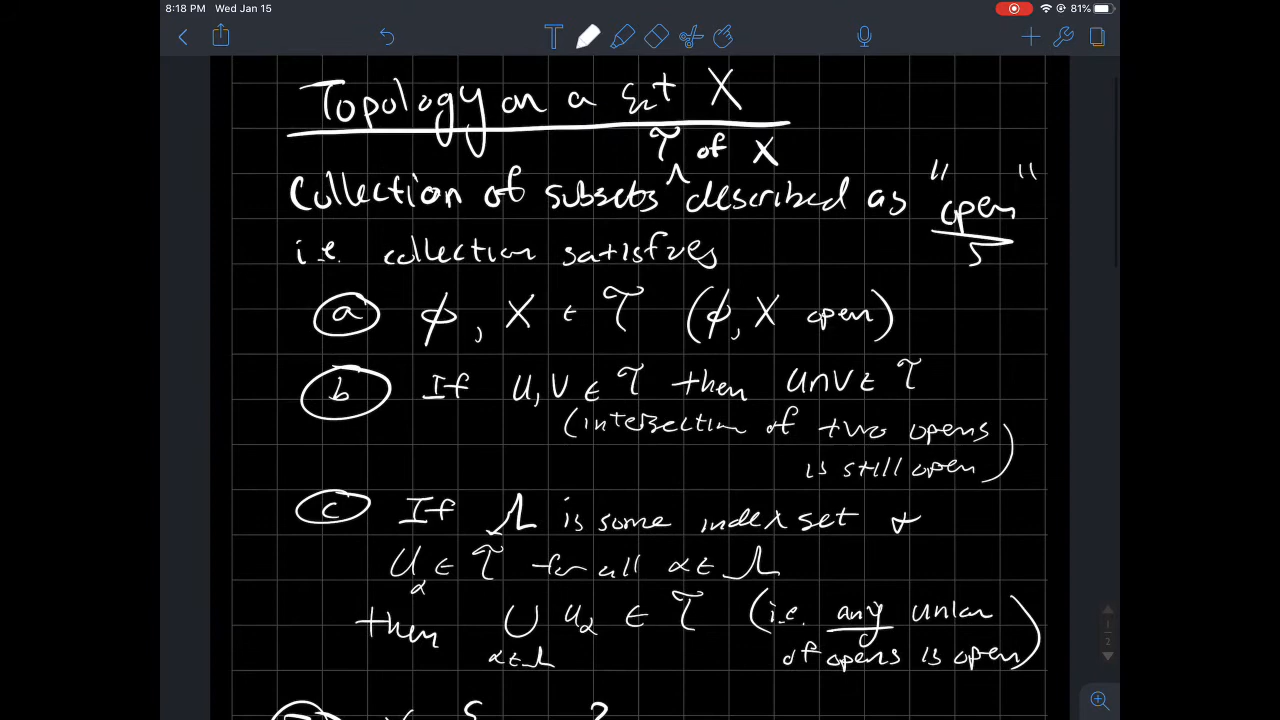 8:18 PM Wed Jan 15
81%
Topology on a set X
𝒯 of X
Collection of subsets ^ described as "open"
i.e. collection satisfies
(a) ϕ, X ∈ 𝒯 (ϕ, X open)
(b) If U, V ∈ 𝒯 then U∩V ∈ 𝒯
(intersection of two opens
is still open)
(c) If Λ is some index set &
U_α ∈ 𝒯 for all α ∈ Λ
then ⋃_{α∈Λ} U_α ∈ 𝒯 (i.e. any union
of opens is open)
1
2